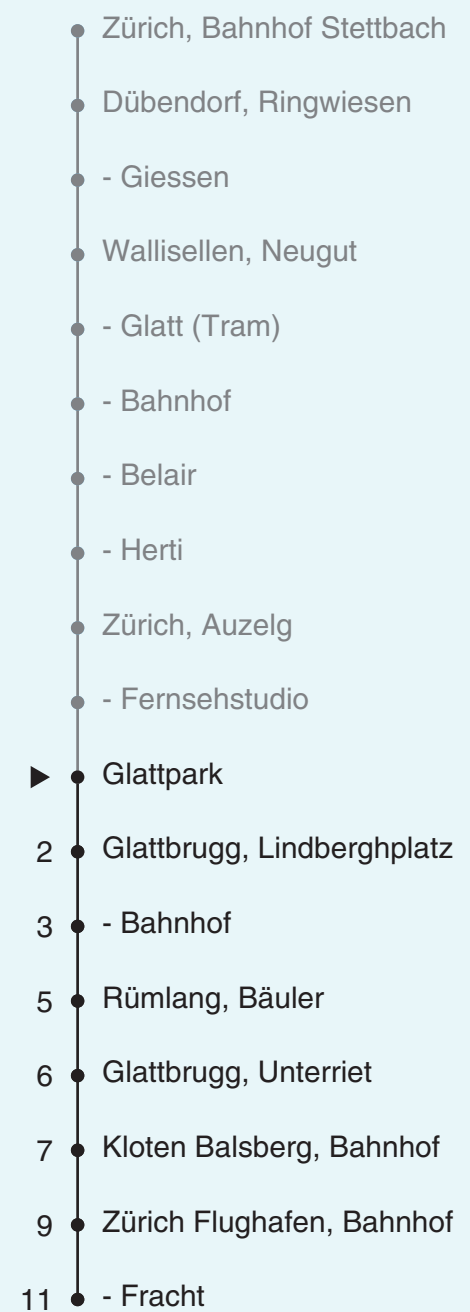 Zürich, Bahnhof Stettbach
Dübendorf, Ringwiesen
- Giessen
Wallisellen, Neugut
- Glatt (Tram)
- Bahnhof
- Belair
- Herti
Zürich, Auzelg
- Fernsehstudio
Glattpark
2 Glattbrugg, Lindberghplatz
3 - Bahnhof
5 Rümlang, Bäuler
6 Glattbrugg, Unterriet
7 Kloten Balsberg, Bahnhof
9 Zürich Flughafen, Bahnhof
11 - Fracht